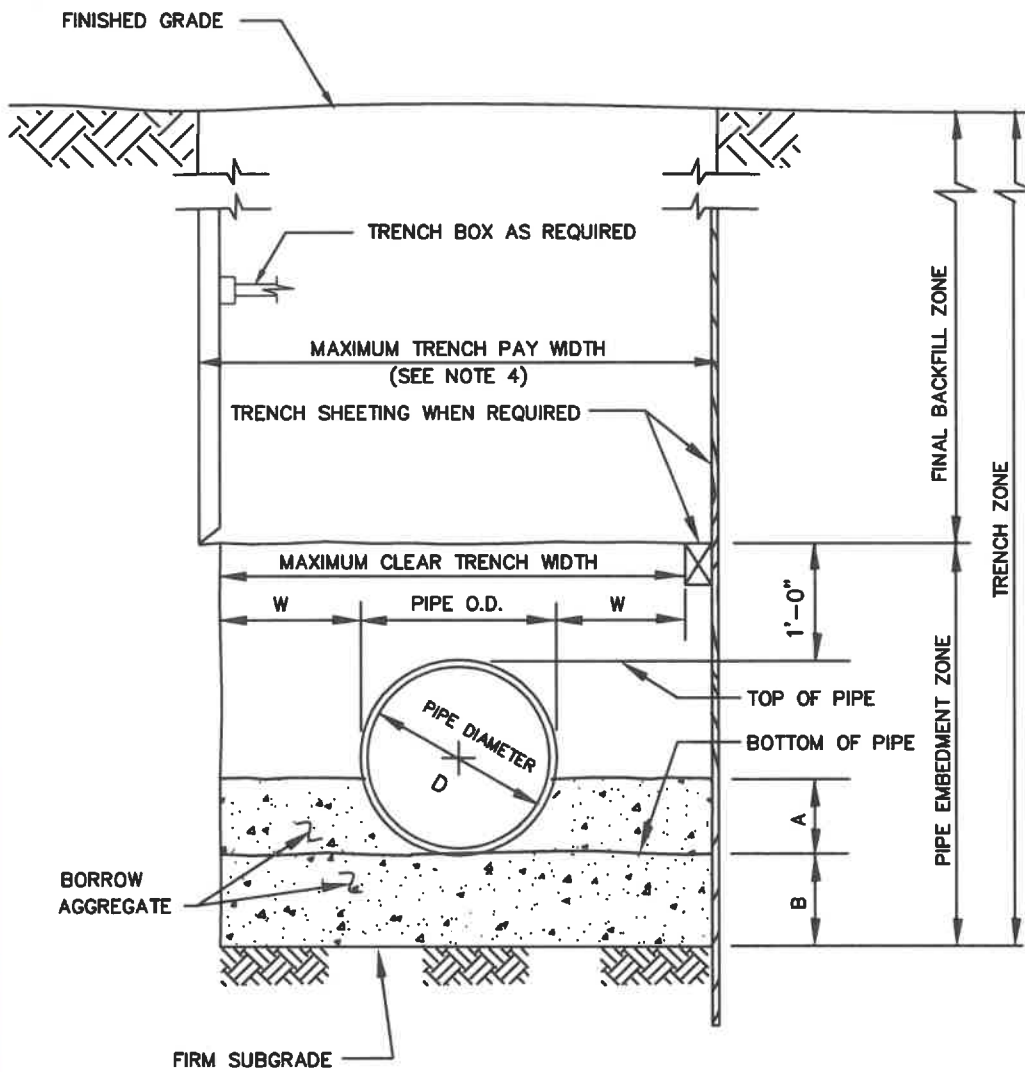 FINISHED GRADE
TRENCH BOX AS REQUIRED
MAXIMUM TRENCH PAY WIDTH
(SEE NOTE 4)
TRENCH SHEETING WHEN REQUIRED
MAXIMUM CLEAR TRENCH WIDTH
W
PIPE O.D.
W
1'-0"
TOP OF PIPE
BOTTOM OF PIPE
PIPE DIAMETER
D
A
B
BORROW
AGGREGATE
FIRM SUBGRADE
FINAL BACKFILL ZONE
PIPE EMBEDMENT ZONE
TRENCH ZONE